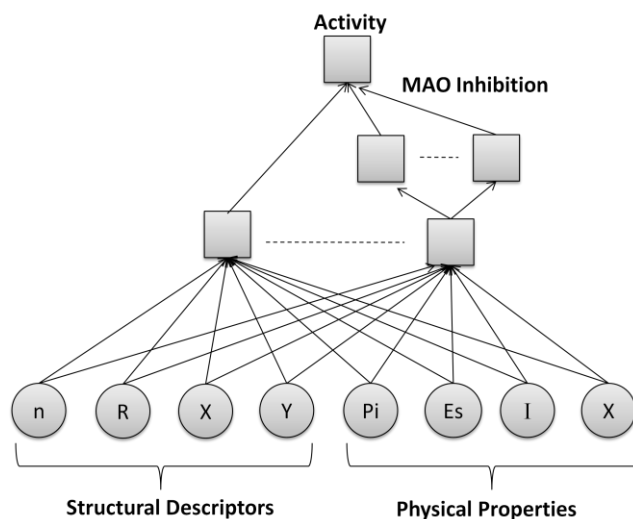 Activity
MAO Inhibition
n R X Y Pi Es I X
Structural Descriptors Physical Properties